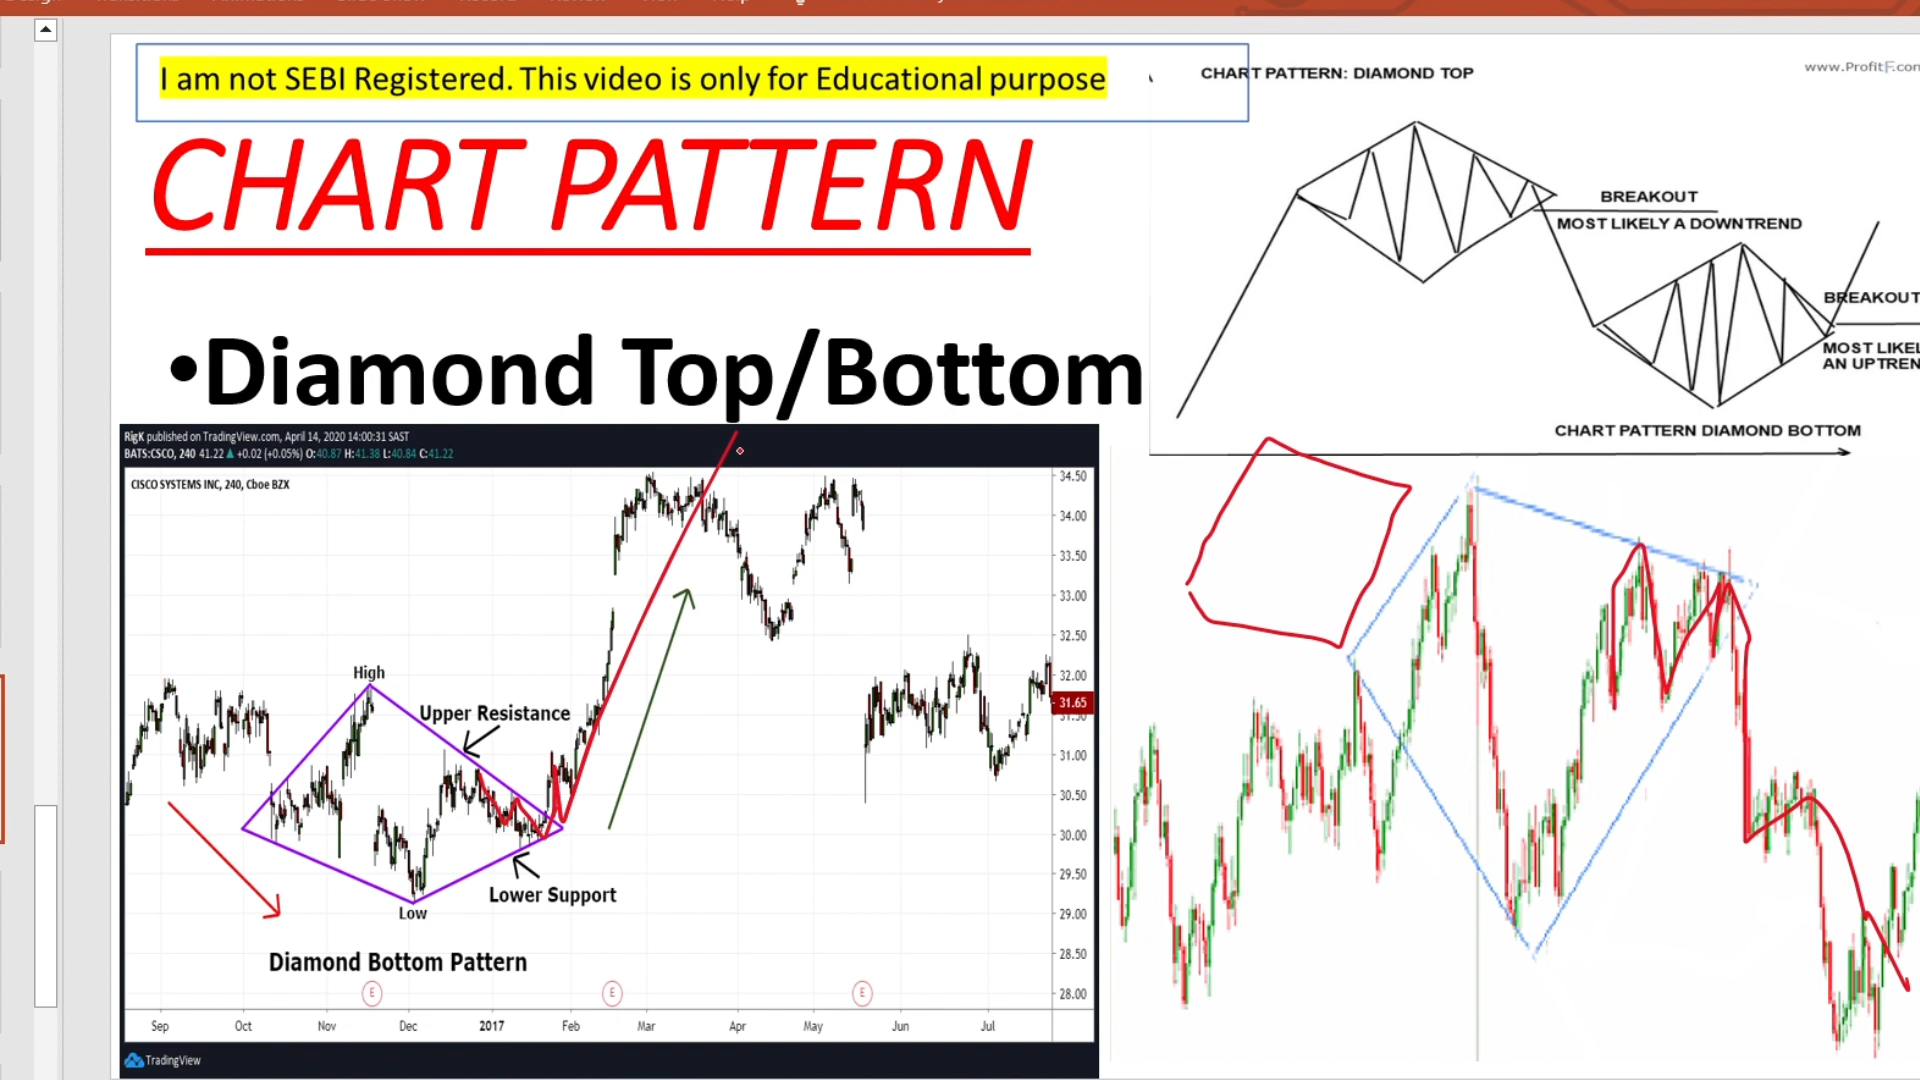 I am not SEBI Registered. This video is only for Educational purpose
CHART PATTERN
•Diamond Top/Bottom
CHART PATTERN: DIAMOND TOP
www.ProfitF.com
BREAKOUT
MOST LIKELY A DOWNTREND
BREAKOUT
MOST LIKEL
AN UPTREN
CHART PATTERN DIAMOND BOTTOM
RigK published on TradingView.com, April 14, 2020 14:00:31 SAST
BATS:CSCO, 240 41.22 ▲ +0.02 (+0.05%) O:40.87 H:41.38 L:40.84 C:41.22
CISCO SYSTEMS INC, 240, Cboe BZX
High
Upper Resistance
Lower Support
Low
Diamond Bottom Pattern
34.50
34.00
33.50
33.00
32.50
32.00
31.65
31.50
31.00
30.50
30.00
29.50
29.00
28.50
28.00
E E E
Sep Oct Nov Dec 2017 Feb Mar Apr May Jun Jul
TradingView